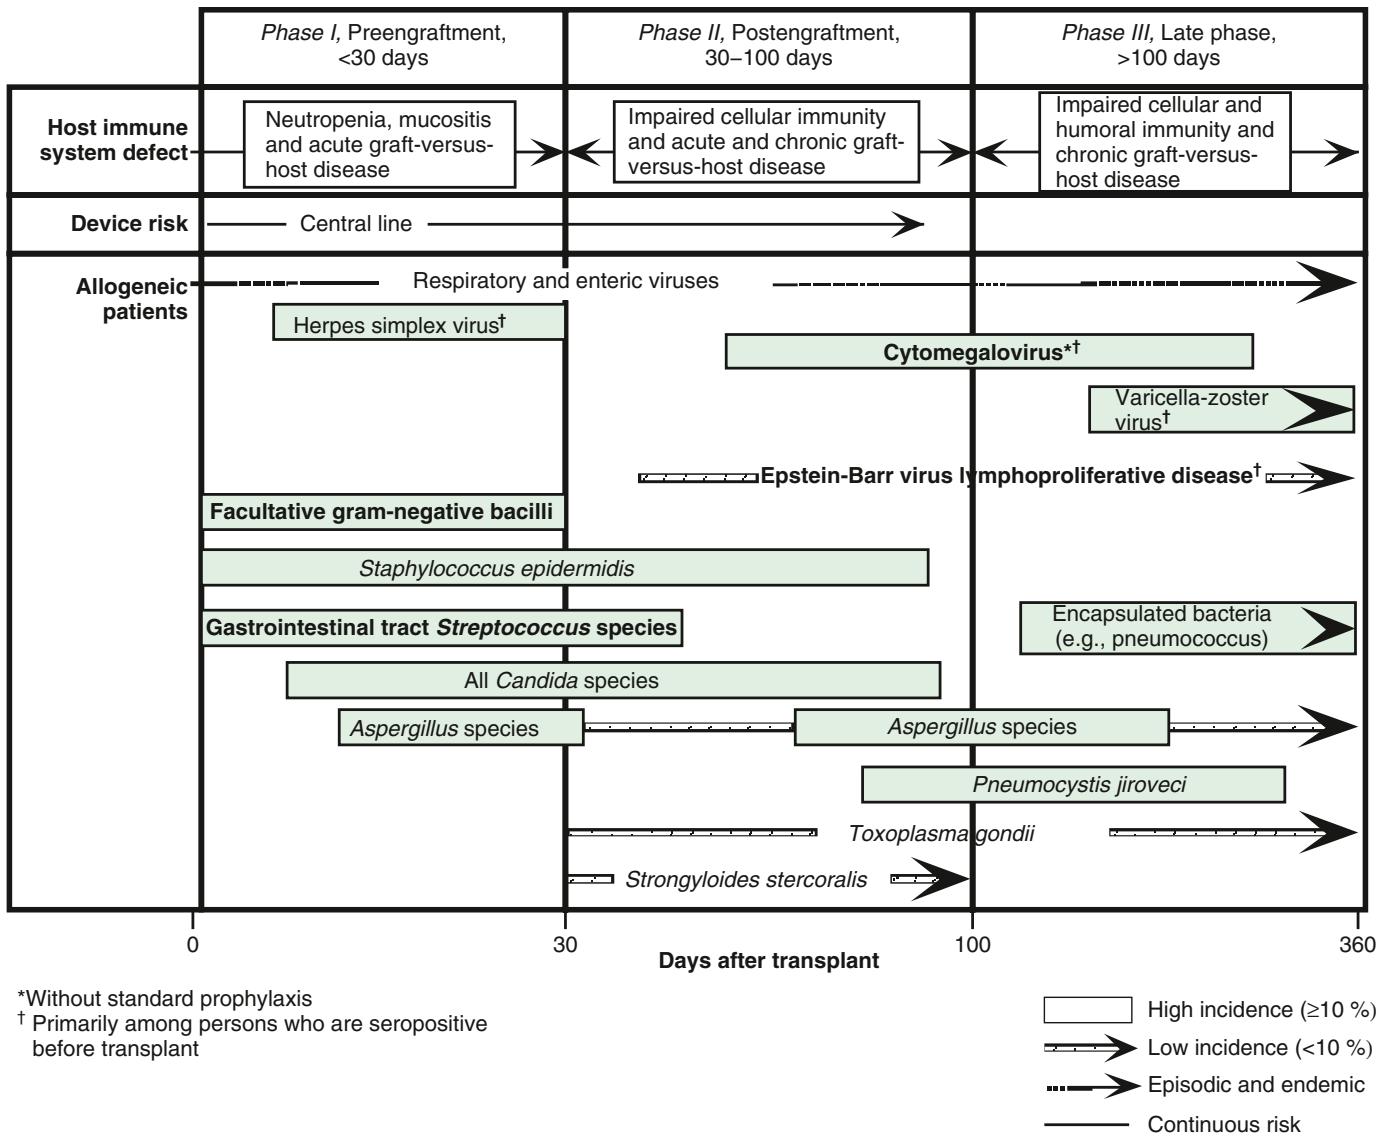 Phase I, Preengraftment,
<30 days
Phase II, Postengraftment,
30–100 days
Phase III, Late phase,
>100 days
Host immune
system defect
Neutropenia, mucositis
and acute graft-versus-
host disease
Impaired cellular immunity
and acute and chronic graft-
versus-host disease
Impaired cellular and
humoral immunity and
chronic graft-versus-
host disease
Device risk
Central line
Allogeneic
patients
Respiratory and enteric viruses
Herpes simplex virus†
Cytomegalovirus*†
Varicella-zoster
virus†
Epstein-Barr virus lymphoproliferative disease†
Facultative gram-negative bacilli
Staphylococcus epidermidis
Gastrointestinal tract Streptococcus species
Encapsulated bacteria
(e.g., pneumococcus)
All Candida species
Aspergillus species
Aspergillus species
Pneumocystis jiroveci
Toxoplasma gondii
Strongyloides stercoralis
0
30
100
360
Days after transplant
*Without standard prophylaxis
† Primarily among persons who are seropositive
before transplant
High incidence (≥10 %)
Low incidence (<10 %)
Episodic and endemic
Continuous risk